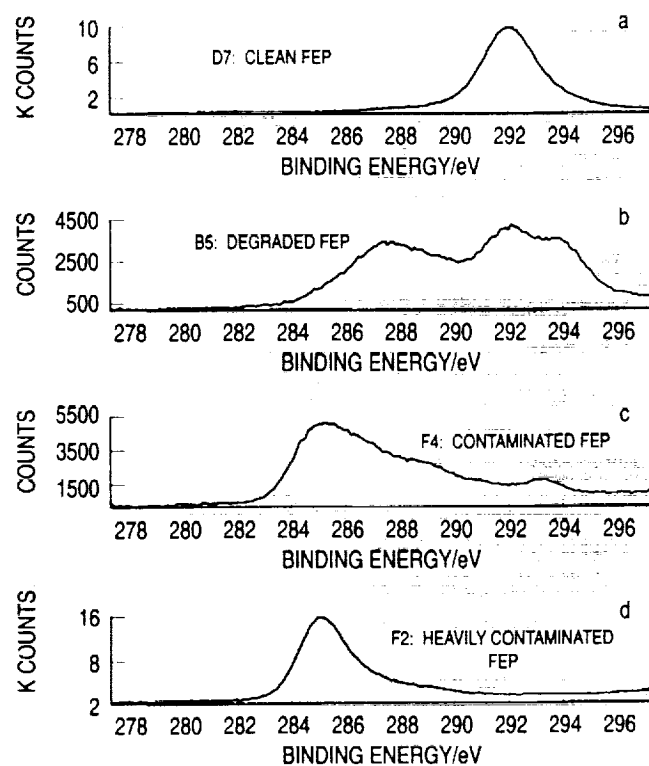 a
K COUNTS
10
6
2
D7: CLEAN FEP
278 280 282 284 286 288 290 292 294 296
BINDING ENERGY/eV
b
COUNTS
4500
2500
500
B5: DEGRADED FEP
278 280 282 284 286 288 290 292 294 296
BINDING ENERGY/eV
c
COUNTS
5500
3500
1500
F4: CONTAMINATED FEP
278 280 282 284 286 288 290 292 294 296
BINDING ENERGY/eV
d
K COUNTS
16
8
2
F2: HEAVILY CONTAMINATED
FEP
278 280 282 284 286 288 290 292 294 296
BINDING ENERGY/eV